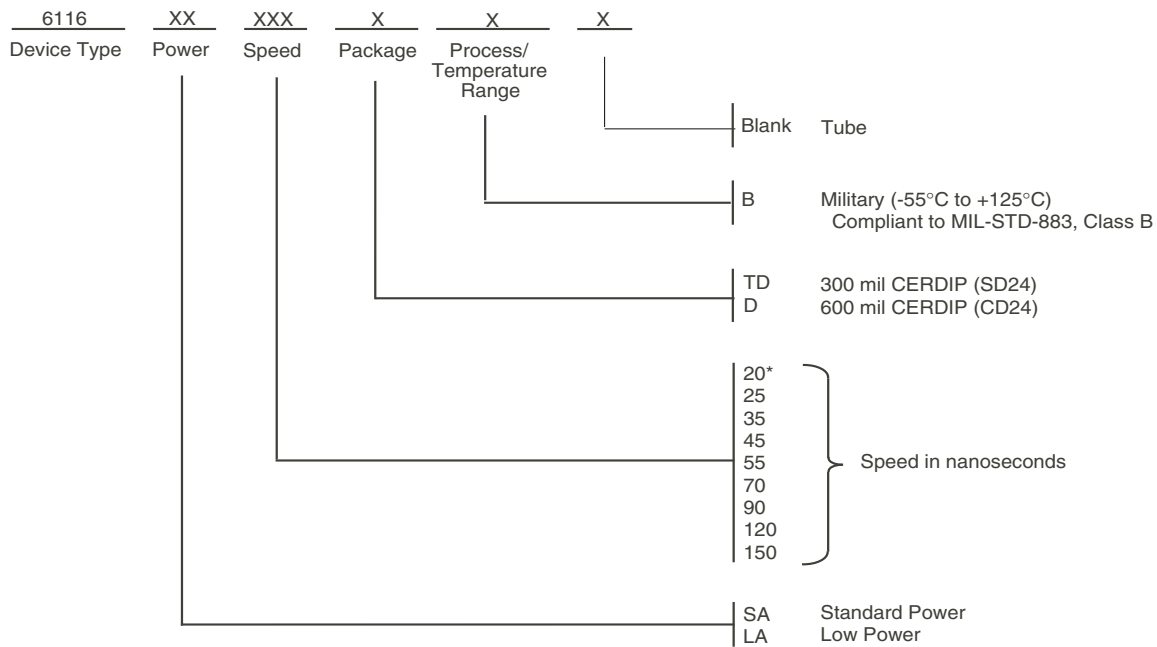 6116 XX XXX X X X
Device Type Power Speed Package Process/
Temperature
Range
Blank Tube
B Military (-55°C to +125°C)
Compliant to MIL-STD-883, Class B
TD 300 mil CERDIP (SD24)
D 600 mil CERDIP (CD24)
20*
25
35
45
55 Speed in nanoseconds
70
90
120
150
SA Standard Power
LA Low Power